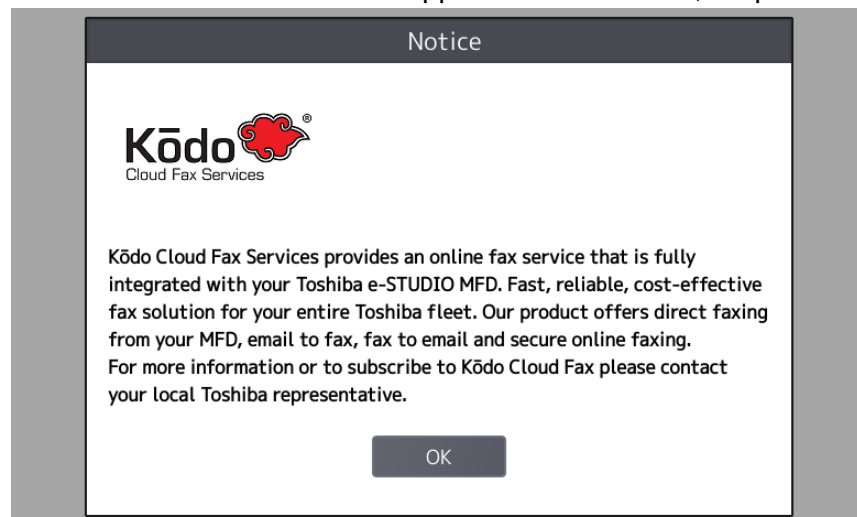 Notice
Kōdo®
Cloud Fax Services
Kōdo Cloud Fax Services provides an online fax service that is fully
integrated with your Toshiba e-STUDIO MFD. Fast, reliable, cost-effective
fax solution for your entire Toshiba fleet. Our product offers direct faxing
from your MFD, email to fax, fax to email and secure online faxing.
For more information or to subscribe to Kōdo Cloud Fax please contact
your local Toshiba representative.
OK